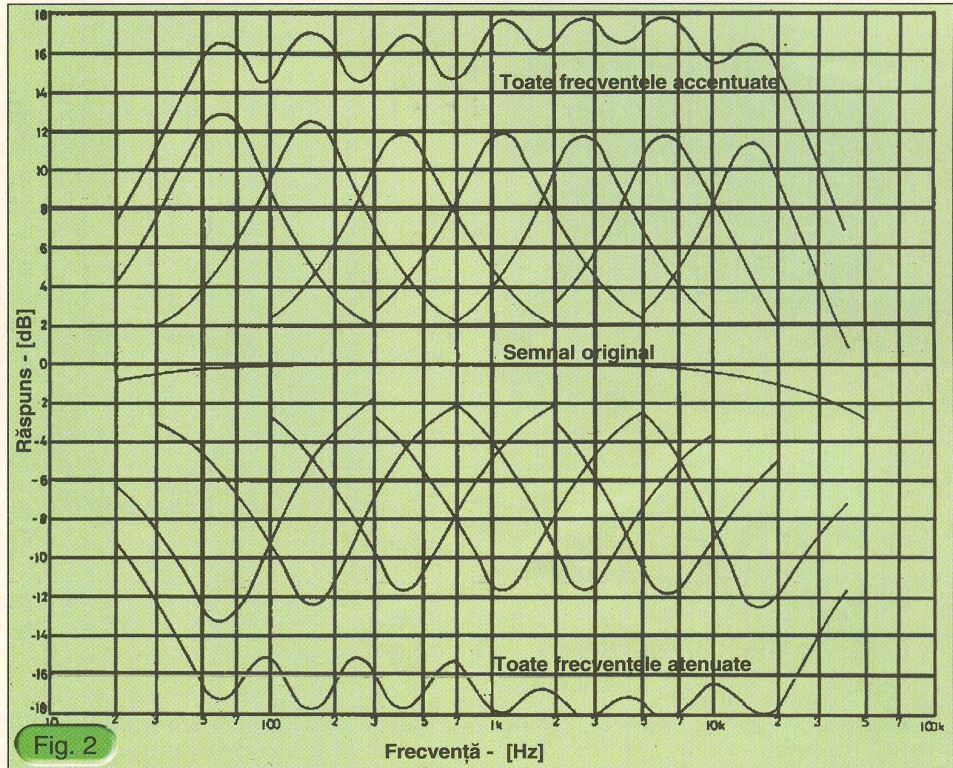 18
16
Toate frecventele accentuate
14
12
10
8
6
4
2
Semnal original
0
-2
-4
-6
-8
-10
-12
-14
Toate frecventele atenuate
-16
-18
Răspuns - [dB]
10 2 3 5 7 100 2 3 5 7 1k 2 3 5 7 10k 2 3 5 7 100k
Fig. 2
Frecvență - [Hz]